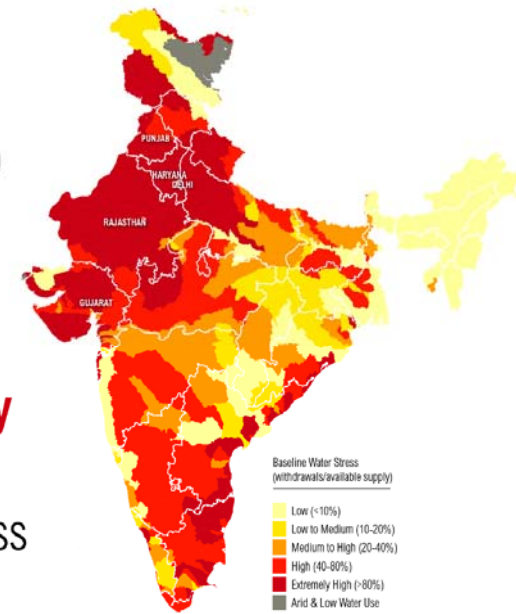 PUNJAB
HARYANA
DELHI
RAJASTHAN
GUJARAT
y
SS
Baseline Water Stress
(withdrawals/available supply)
Low (<10%)
Low to Medium (10-20%)
Medium to High (20-40%)
High (40-80%)
Extremely High (>80%)
Arid & Low Water Use